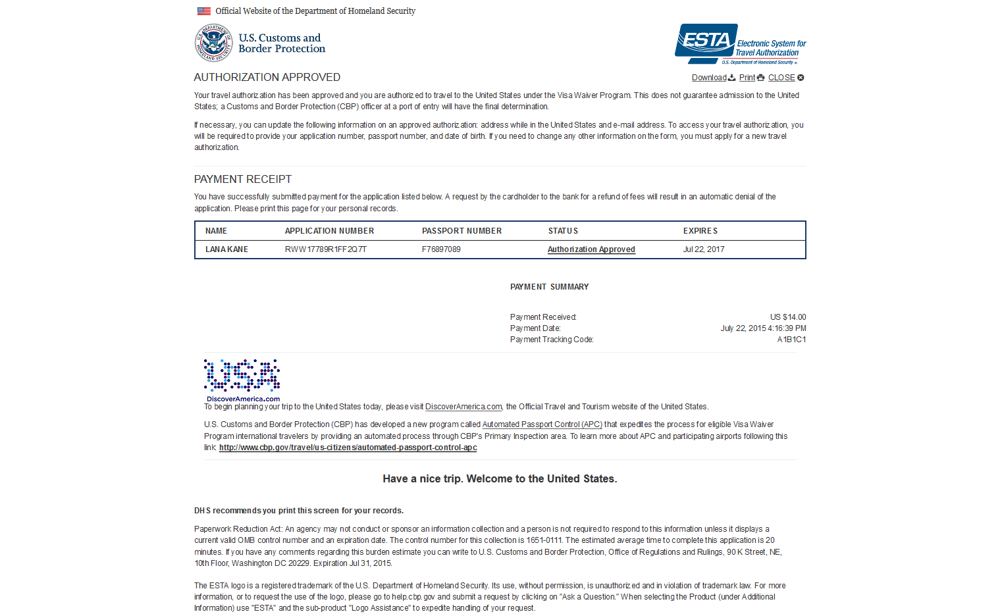 Official Website of the Department of Homeland Security
U.S. Customs and
Border Protection
ESTA
Electronic System for
Travel Authorization
U.S. Department of Homeland Security
AUTHORIZATION APPROVED
Download Print CLOSE
Your travel authorization has been approved and you are authorized to travel to the United States under the Visa Waiver Program. This does not guarantee admission to the United
States; a Customs and Border Protection (CBP) officer at a port of entry will have the final determination.
If necessary, you can update the following information on an approved authorization: address while in the United States and e-mail address. To access your travel authorization, you
will be required to provide your application number, passport number, and date of birth. If you need to change any other information on the form, you must apply for a new travel
authorization.
PAYMENT RECEIPT
You have successfully submitted payment for the application listed below. A request by the cardholder to the bank for a refund of fees will result in an automatic denial of the
application. Please print this page for your personal records.
NAME APPLICATION NUMBER PASSPORT NUMBER STATUS EXPIRES
LANA KANE RWW17789R1FF2Q7T F76897089 Authorization Approved Jul 22, 2017
PAYMENT SUMMARY
Payment Received: US $14.00
Payment Date: July 22, 2015 4:16:39 PM
Payment Tracking Code: A1B1C1
USA
DiscoverAmerica.com
To begin planning your trip to the United States today, please visit DiscoverAmerica.com, the Official Travel and Tourism website of the United States.
U.S. Customs and Border Protection (CBP) has developed a new program called Automated Passport Control (APC) that expedites the process for eligible Visa Waiver
Program international travelers by providing an automated process through CBP's Primary Inspection area. To learn more about APC and participating airports following this
link: http://www.cbp.gov/travel/us-citizens/automated-passport-control-apc
Have a nice trip. Welcome to the United States.
DHS recommends you print this screen for your records.
Paperwork Reduction Act: An agency may not conduct or sponsor an information collection and a person is not required to respond to this information unless it displays a
current valid OMB control number and an expiration date. The control number for this collection is 1651-0111. The estimated average time to complete this application is 20
minutes. If you have any comments regarding this burden estimate you can write to U.S. Customs and Border Protection, Office of Regulations and Rulings, 90 K Street, NE,
10th Floor, Washington DC 20229. Expiration Jul 31, 2015.
The ESTA logo is a registered trademark of the U.S. Department of Homeland Security. Its use, without permission, is unauthorized and in violation of trademark law. For more
information, or to request the use of the logo, please go to help.cbp.gov and submit a request by clicking on "Ask a Question." When selecting the Product (under Additional
Information) use "ESTA" and the sub-product "Logo Assistance" to expedite handling of your request.